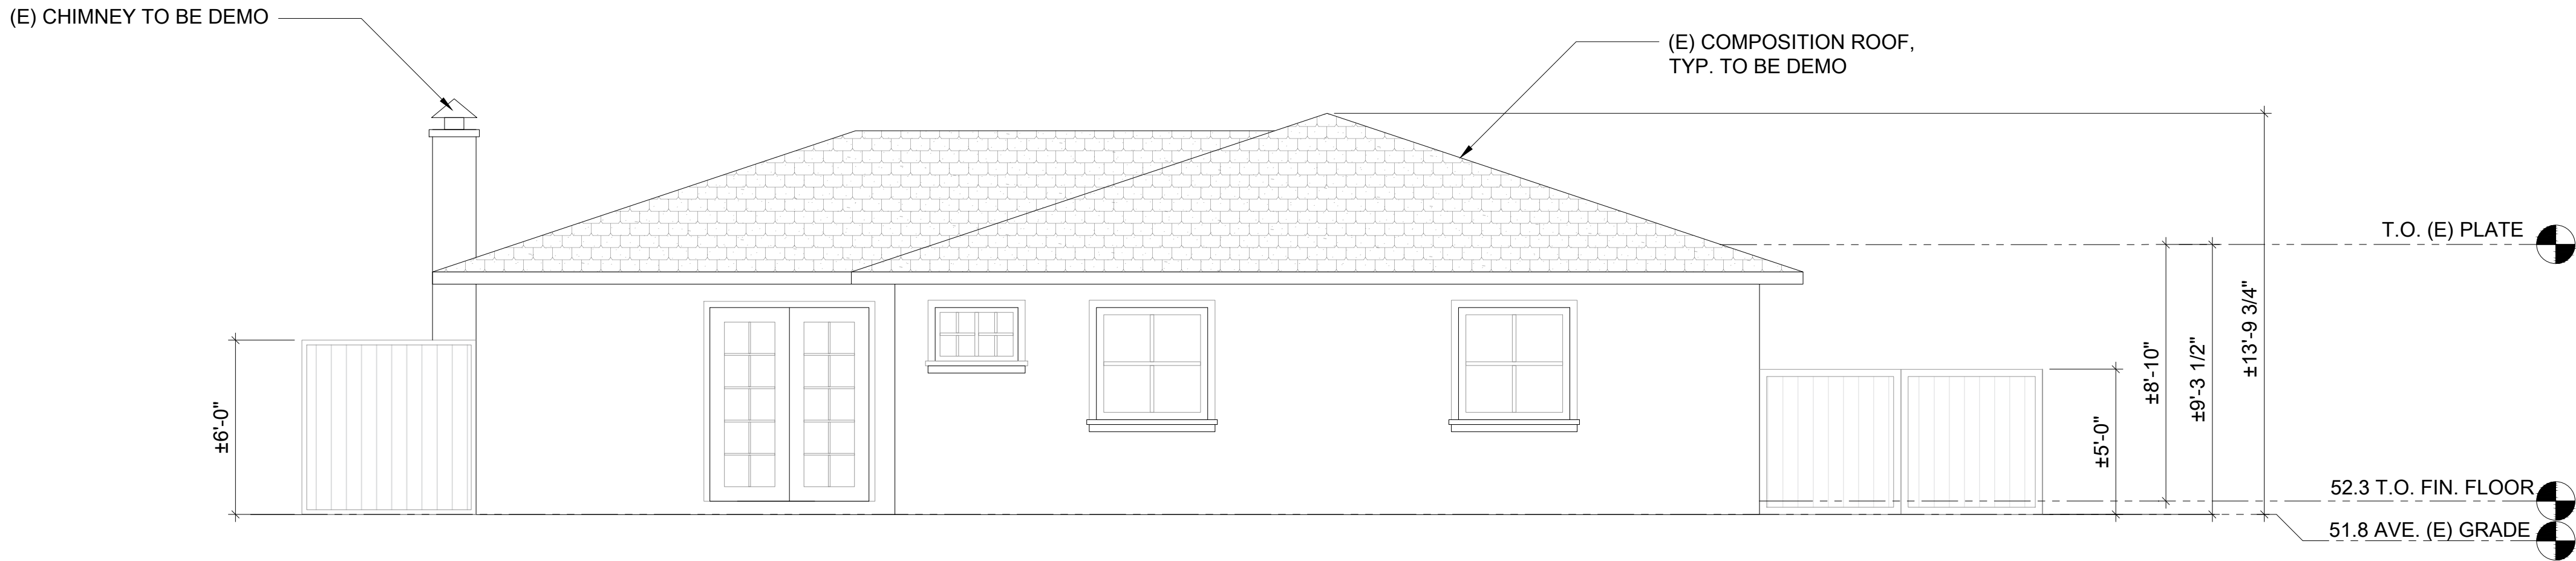 (E) CHIMNEY TO BE DEMO
(E) COMPOSITION ROOF,
TYP. TO BE DEMO
T.O. (E) PLATE
±13'-9 3/4"
±8'-10"
±9'-3 1/2"
±6'-0"
±5'-0"
52.3 T.O. FIN. FLOOR
51.8 AVE. (E) GRADE